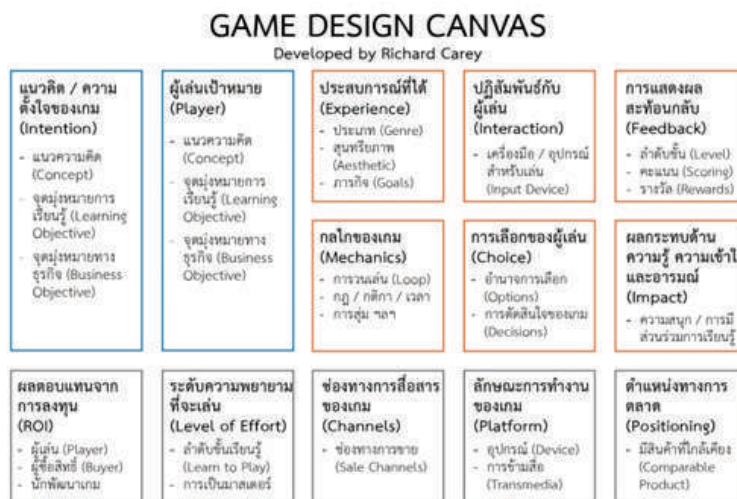 GAME DESIGN CANVAS
Developed by Richard Carey
แนวคิด / ความ
ตั้งใจของเกม
(Intention)
- แนวความคิด
(Concept)
- จุดมุ่งหมายการ
เรียนรู้ (Learning
Objective)
- จุดมุ่งหมายทาง
ธุรกิจ (Business
Objective)
ผู้เล่นเป้าหมาย
(Player)
- แนวความคิด
(Concept)
- จุดมุ่งหมายการ
เรียนรู้ (Learning
Objective)
- จุดมุ่งหมายทาง
ธุรกิจ (Business
Objective)
ประสบการณ์ที่ได้
(Experience)
- ประเภท (Genre)
- สุนทรียภาพ
(Aesthetic)
- ภารกิจ (Goals)
ปฏิสัมพันธ์กับ
ผู้เล่น
(Interaction)
- เครื่องมือ / อุปกรณ์
สำหรับเล่น
(Input Device)
การแสดงผล
สะท้อนกลับ
(Feedback)
- ลำดับขั้น (Level)
- คะแนน (Scoring)
- รางวัล (Rewards)
กลไกของเกม
(Mechanics)
- การวนเล่น (Loop)
- กฎ / กติกา / เวลา
- การสุ่ม ฯลฯ
การเลือกของผู้เล่น
(Choice)
- อำนาจการเลือก
(Options)
- การตัดสินใจของเกม
(Decisions)
ผลกระทบด้าน
ความรู้ ความเข้าใ
และอารมณ์
(Impact)
- ความสนุก / การมี
ส่วนร่วมการเรียนรู้
ผลตอบแทนจาก
การลงทุน
(ROI)
- ผู้เล่น (Player)
- ผู้ซื้อสิทธิ์ (Buyer)
- นักพัฒนาเกม
ระดับความพยายาม
ที่จะเล่น
(Level of Effort)
- ลำดับขั้นเรียนรู้
(Learn to Play)
- การเป็นมาสเตอร์
ช่องทางการสื่อสาร
ของเกม
(Channels)
- ช่องทางการขาย
(Sale Channels)
ลักษณะการทำงาน
ของเกม
(Platform)
- อุปกรณ์ (Device)
- การข้ามสื่อ
(Transmedia)
ตำแหน่งทางการ
ตลาด
(Positioning)
- มีสินค้าที่ใกล้เคียง
(Comparable
Product)